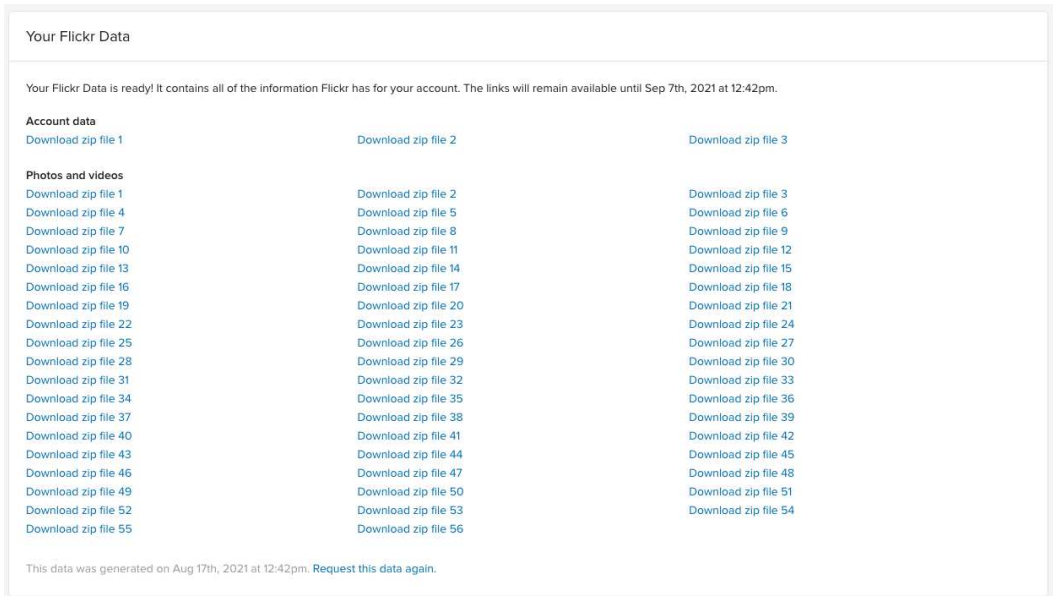 Your Flickr Data
Your Flickr Data is ready! It contains all of the information Flickr has for your account. The links will remain available until Sep 7th, 2021 at 12:42pm.
Account data
Download zip file 1 Download zip file 2 Download zip file 3
Photos and videos
Download zip file 1 Download zip file 2 Download zip file 3
Download zip file 4 Download zip file 5 Download zip file 6
Download zip file 7 Download zip file 8 Download zip file 9
Download zip file 10 Download zip file 11 Download zip file 12
Download zip file 13 Download zip file 14 Download zip file 15
Download zip file 16 Download zip file 17 Download zip file 18
Download zip file 19 Download zip file 20 Download zip file 21
Download zip file 22 Download zip file 23 Download zip file 24
Download zip file 25 Download zip file 26 Download zip file 27
Download zip file 28 Download zip file 29 Download zip file 30
Download zip file 31 Download zip file 32 Download zip file 33
Download zip file 34 Download zip file 35 Download zip file 36
Download zip file 37 Download zip file 38 Download zip file 39
Download zip file 40 Download zip file 41 Download zip file 42
Download zip file 43 Download zip file 44 Download zip file 45
Download zip file 46 Download zip file 47 Download zip file 48
Download zip file 49 Download zip file 50 Download zip file 51
Download zip file 52 Download zip file 53 Download zip file 54
Download zip file 55 Download zip file 56
This data was generated on Aug 17th, 2021 at 12:42pm. Request this data again.